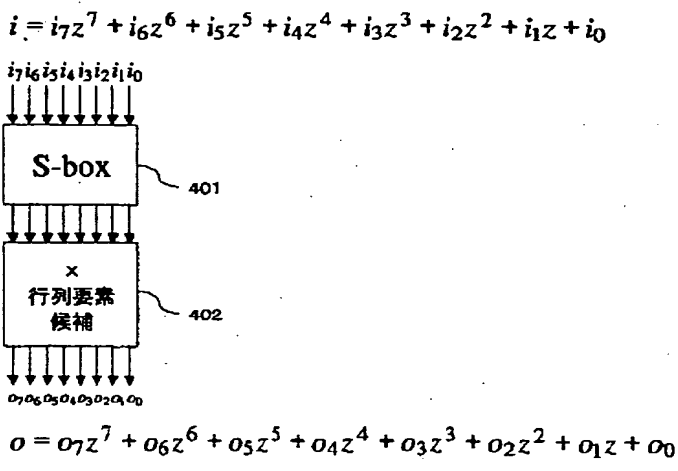 i = i₇z⁷ + i₆z⁶ + i₅z⁵ + i₄z⁴ + i₃z³ + i₂z² + i₁z + i₀
i₇i₆i₅i₄i₃i₂i₁i₀
S-box
401
×
行列要素
候補
402
o₇o₆o₅o₄o₃o₂o₁o₀
o = o₇z⁷ + o₆z⁶ + o₅z⁵ + o₄z⁴ + o₃z³ + o₂z² + o₁z + o₀